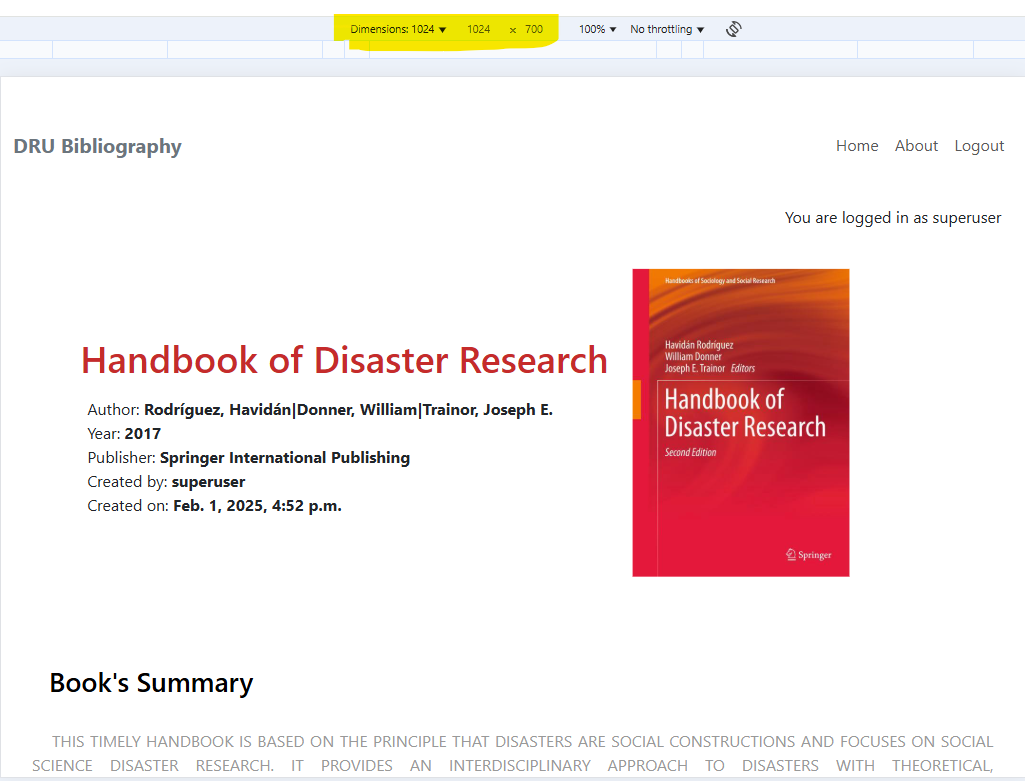 Dimensions: 1024 ▼ 1024 × 700 100% ▼ No throttling ▼
DRU Bibliography
Home About Logout
You are logged in as superuser
Handbook of Disaster Research
Author: Rodríguez, Havidán|Donner, William|Trainor, Joseph E.
Year: 2017
Publisher: Springer International Publishing
Created by: superuser
Created on: Feb. 1, 2025, 4:52 p.m.
Handbooks of Sociology and Social Research
Havidán Rodríguez
William Donner
Joseph E. Trainor Editors
Handbook of
Disaster Research
Second Edition
Springer
Book's Summary
THIS TIMELY HANDBOOK IS BASED ON THE PRINCIPLE THAT DISASTERS ARE SOCIAL CONSTRUCTIONS AND FOCUSES ON SOCIAL
SCIENCE DISASTER RESEARCH. IT PROVIDES AN INTERDISCIPLINARY APPROACH TO DISASTERS WITH THEORETICAL,